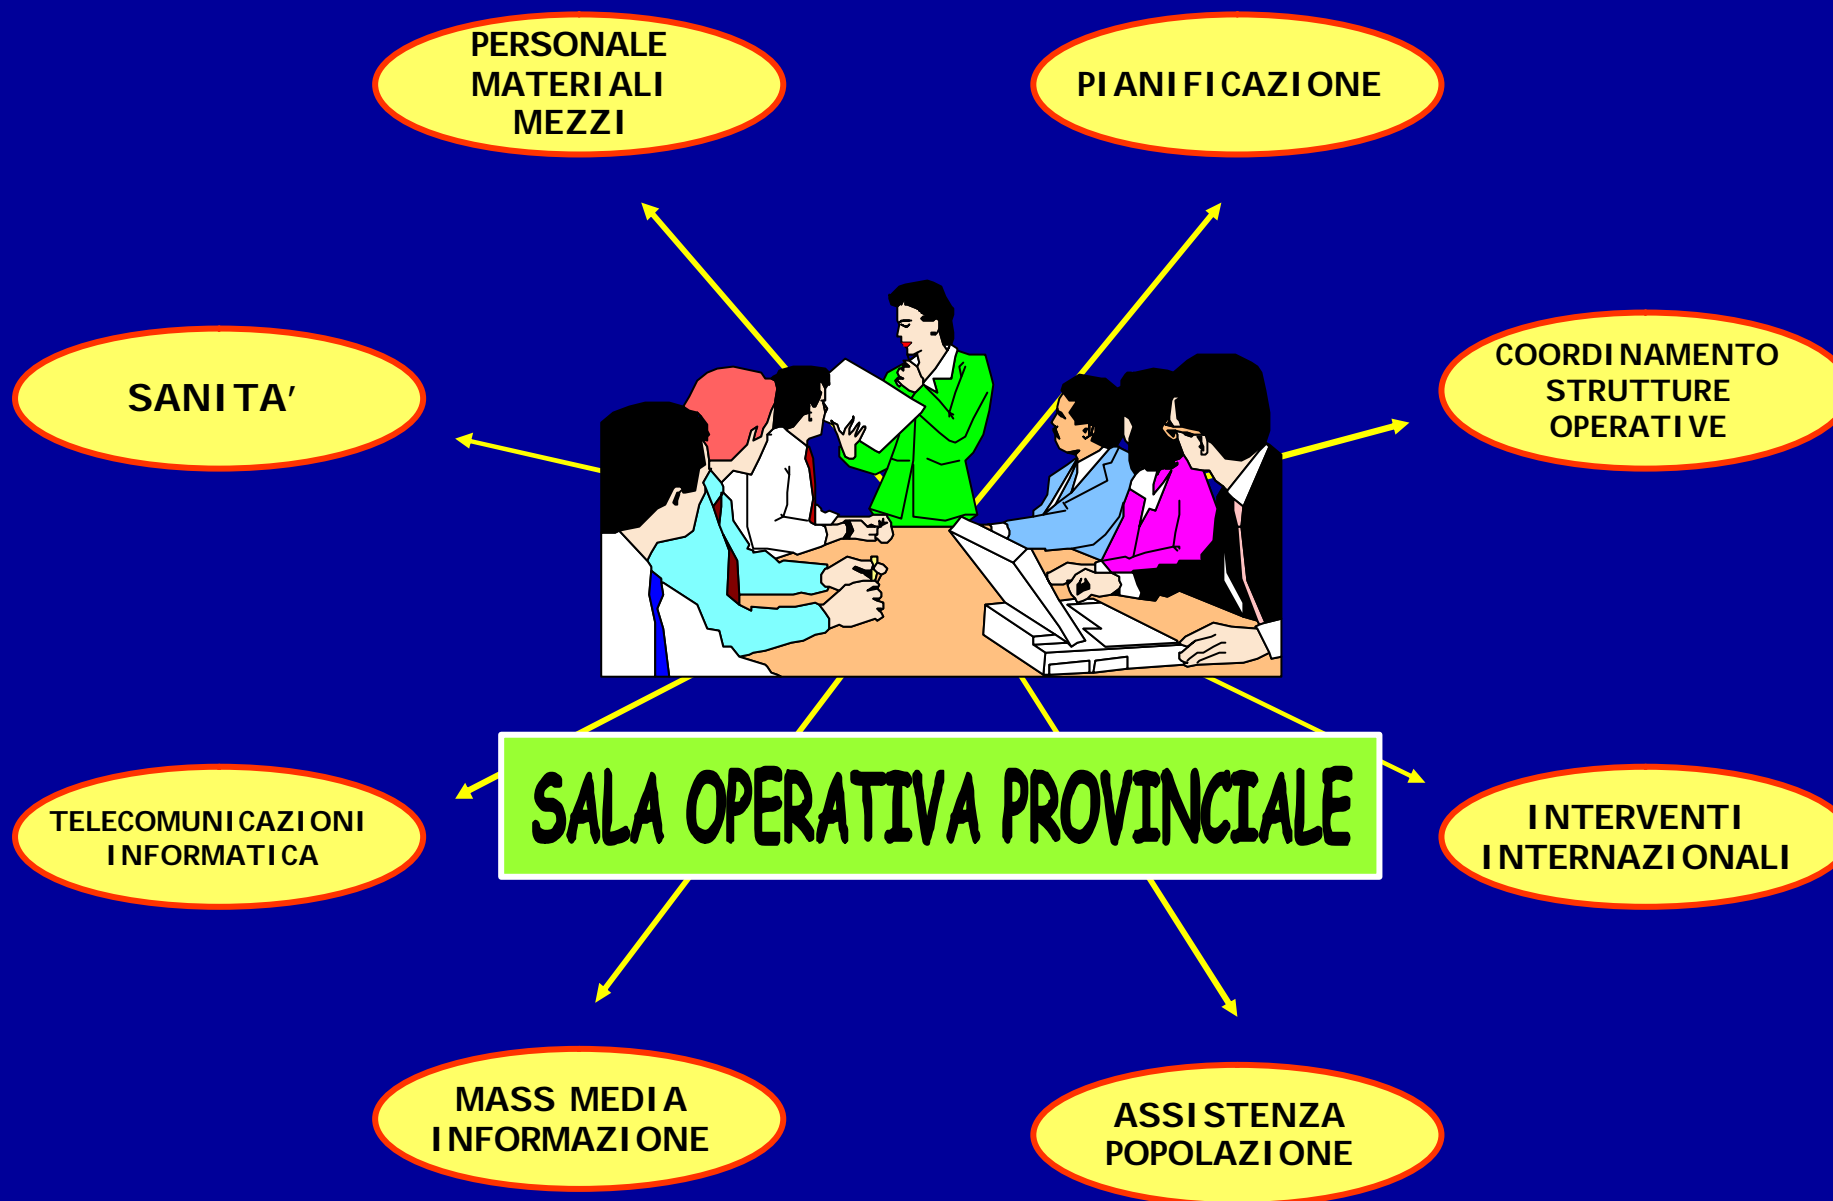 PERSONALE
MATERIALI
MEZZI
PIANIFICAZIONE
SANITA'
COORDINAMENTO
STRUTTURE
OPERATIVE
SALA OPERATIVA PROVINCIALE
TELECOMUNICAZIONI
INFORMATICA
INTERVENTI
INTERNAZIONALI
MASS MEDIA
INFORMAZIONE
ASSISTENZA
POPOLAZIONE